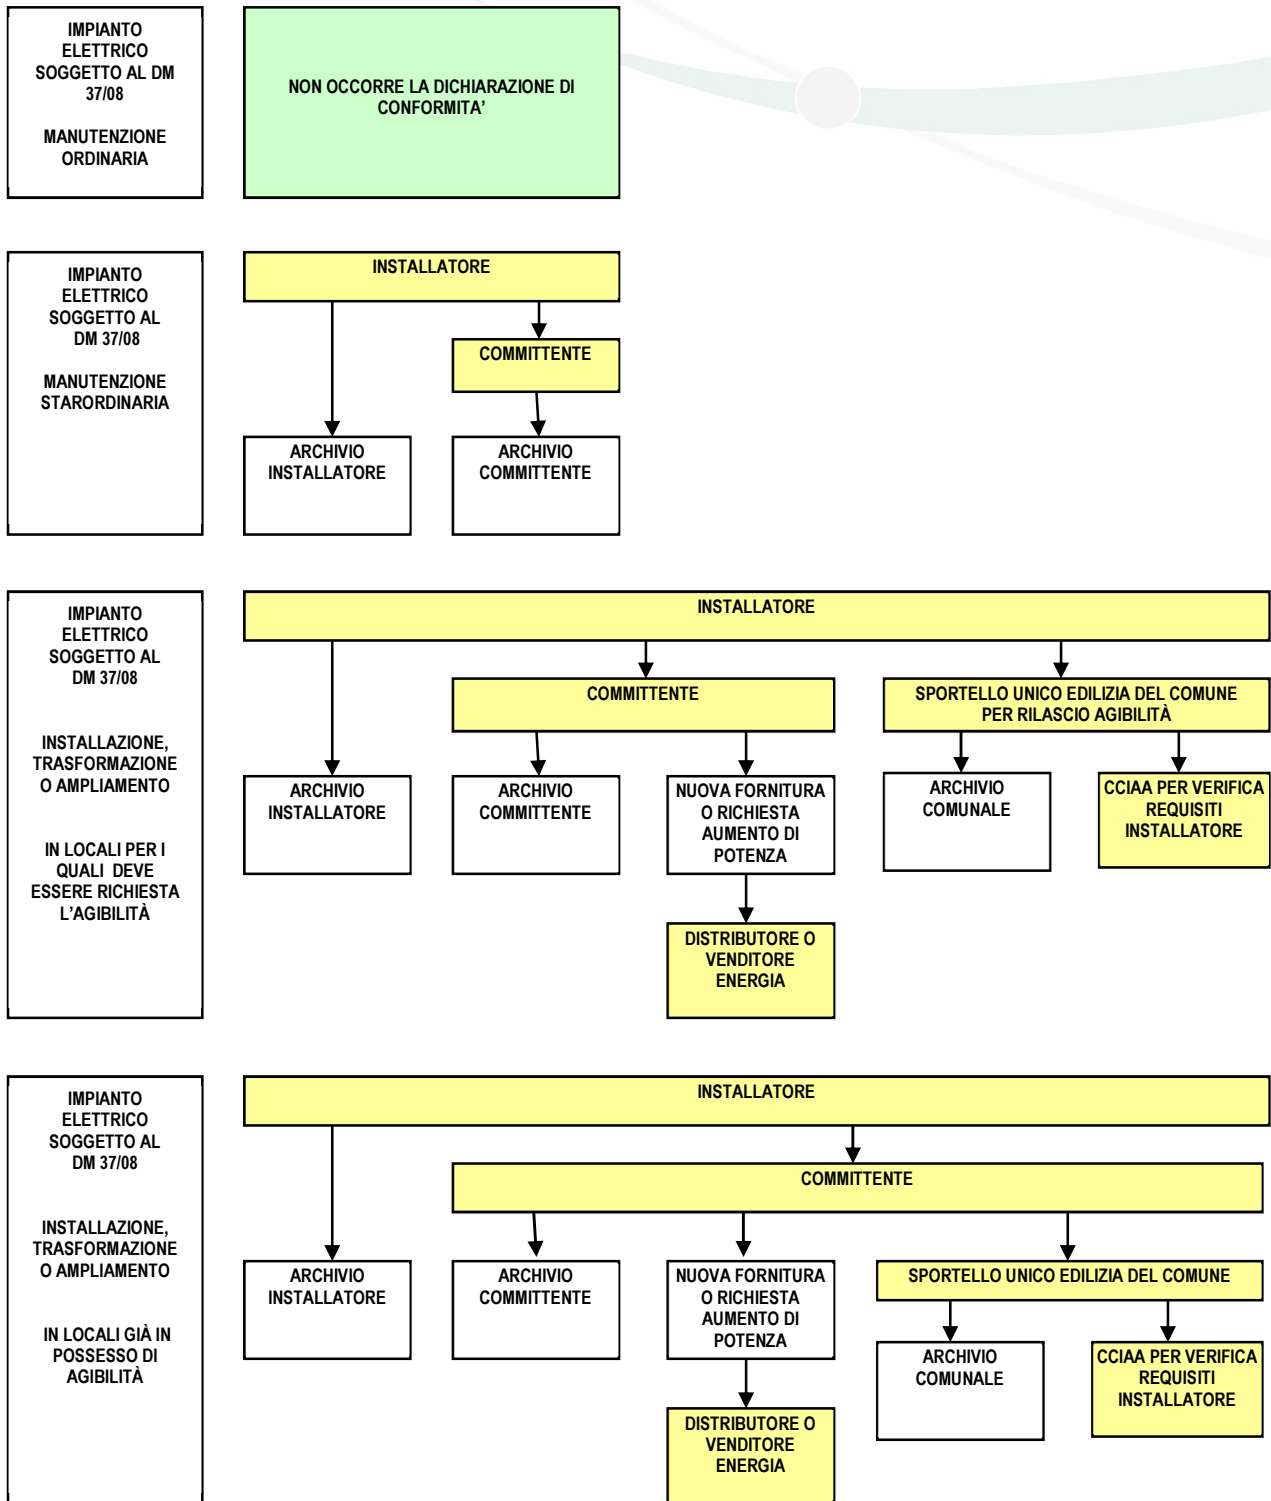 IMPIANTO
ELETTRICO
SOGGETTO AL DM
37/08
MANUTENZIONE
ORDINARIA
NON OCCORRE LA DICHIARAZIONE DI
CONFORMITA’
IMPIANTO
ELETTRICO
SOGGETTO AL
DM 37/08
MANUTENZIONE
STARORDINARIA
INSTALLATORE
COMMITTENTE
ARCHIVIO
INSTALLATORE
ARCHIVIO
COMMITTENTE
IMPIANTO
ELETTRICO
SOGGETTO AL
DM 37/08
INSTALLAZIONE,
TRASFORMAZIONE
O AMPLIAMENTO
IN LOCALI PER I
QUALI DEVE
ESSERE RICHIESTA
L’AGIBILITÀ
INSTALLATORE
COMMITTENTE
SPORTELLO UNICO EDILIZIA DEL COMUNE
PER RILASCIO AGIBILITÀ
ARCHIVIO
INSTALLATORE
ARCHIVIO
COMMITTENTE
NUOVA FORNITURA
O RICHIESTA
AUMENTO DI
POTENZA
ARCHIVIO
COMUNALE
CCIAA PER VERIFICA
REQUISITI
INSTALLATORE
DISTRIBUTORE O
VENDITORE
ENERGIA
IMPIANTO
ELETTRICO
SOGGETTO AL
DM 37/08
INSTALLAZIONE,
TRASFORMAZIONE
O AMPLIAMENTO
IN LOCALI GIÀ IN
POSSESO DI
AGIBILITÀ
INSTALLATORE
COMMITTENTE
ARCHIVIO
INSTALLATORE
ARCHIVIO
COMMITTENTE
NUOVA FORNITURA
O RICHIESTA
AUMENTO DI
POTENZA
SPORTELLO UNICO EDILIZIA DEL COMUNE
ARCHIVIO
COMUNALE
CCIAA PER VERIFICA
REQUISITI
INSTALLATORE
DISTRIBUTORE O
VENDITORE
ENERGIA